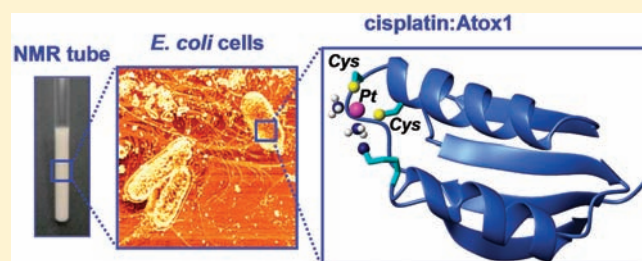 NMR tube
E. coli cells
cisplatin:Atox1
Cys
Pt
Cys